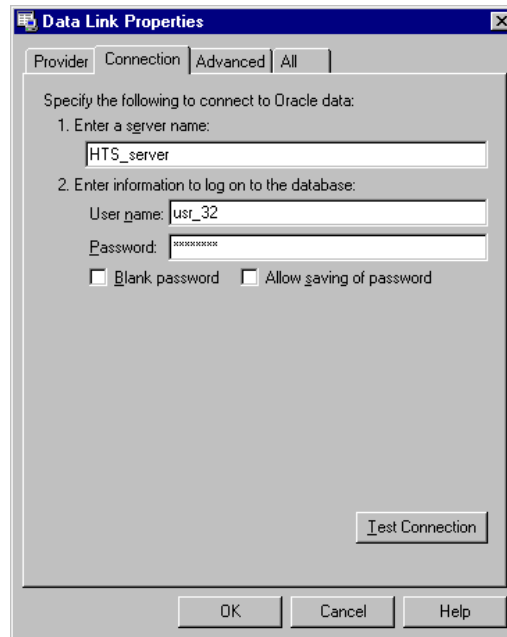 Data Link Properties
Provider Connection Advanced All
Specify the following to connect to Oracle data:
1. Enter a server name:
HTS_server
2. Enter information to log on to the database:
User name: usr_32
Password: ********
Blank password Allow saving of password
Test Connection
OK Cancel Help